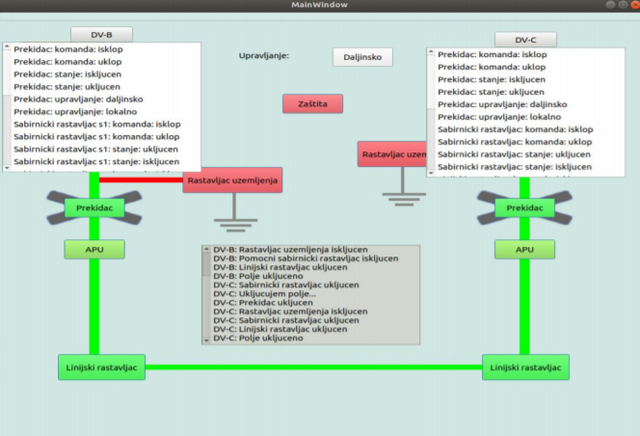 MainWindow
DV-B
Prekidac: komanda: isklop
Prekidac: komanda: uklop
Prekidac: stanje: iskljucen
Prekidac: stanje: ukljucen
Prekidac: upravljanje: daljinsko
Prekidac: upravljanje: lokalno
Sabirnicki rastavljac s1: komanda: isklop
Sabirnicki rastavljac s1: komanda: uklop
Sabirnicki rastavljac s1: stanje: ukljucen
Sabirnicki rastavljac s1: stanje: iskljucen
Upravljanje:
Daljinsko
Zaštita
DV-C
Prekidac: komanda: isklop
Prekidac: komanda: uklop
Prekidac: stanje: iskljucen
Prekidac: stanje: ukljucen
Prekidac: upravljanje: daljinsko
Prekidac: upravljanje: lokalno
Sabirnicki rastavljac: komanda: isklop
Sabirnicki rastavljac: komanda: uklop
Sabirnicki rastavljac: stanje: ukljucen
Sabirnicki rastavljac: stanje: iskljucen
Rastavljac uzemljenja
Rastavljac uzem
Prekidac
Prekidac
APU
APU
DV-B: Rastavljac uzemljenja iskljucen
DV-B: Pomocni sabirnicki rastavljac iskljucen
DV-B: Linijski rastavljac ukljucen
DV-B: Polje ukljuceno
DV-C: Sabirnicki rastavljac ukljucen
DV-C: Ukljucujem polje...
DV-C: Prekidac ukljucen
DV-C: Rastavljac uzemljenja iskljucen
DV-C: Sabirnicki rastavljac ukljucen
DV-C: Linijski rastavljac ukljucen
DV-C: Polje ukljuceno
Linijski rastavljac
Linijski rastavljac